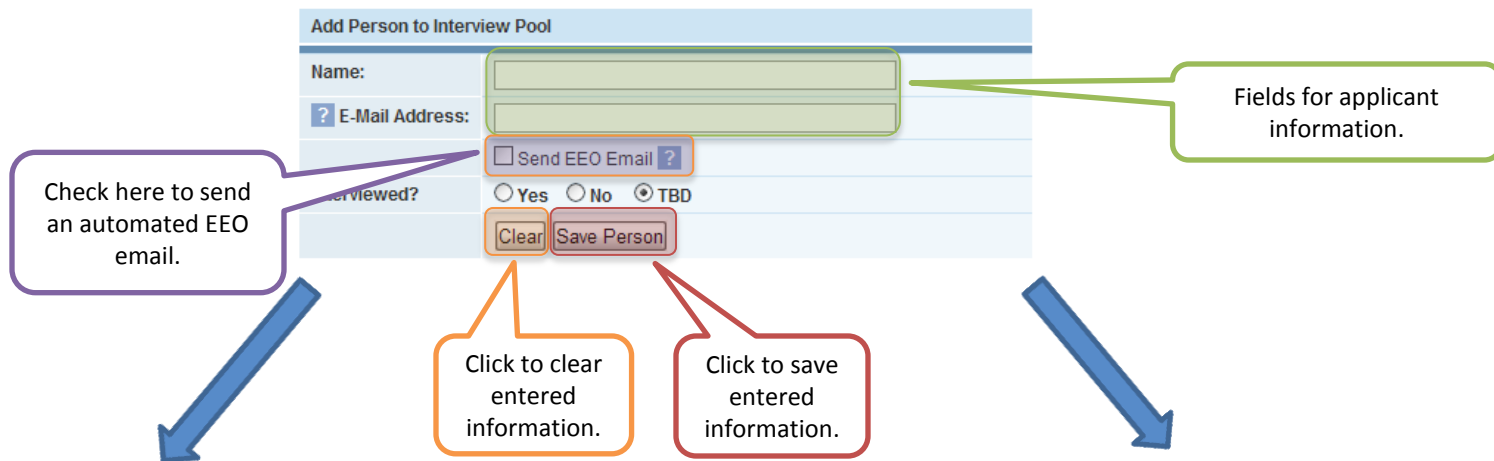 Add Person to Interview Pool
Name:
? E-Mail Address:
Send EEO Email ?
erviewed?
Yes No TBD
Clear Save Person
Fields for applicant
information.
Check here to send
an automated EEO
email.
Click to clear
entered
information.
Click to save
entered
information.